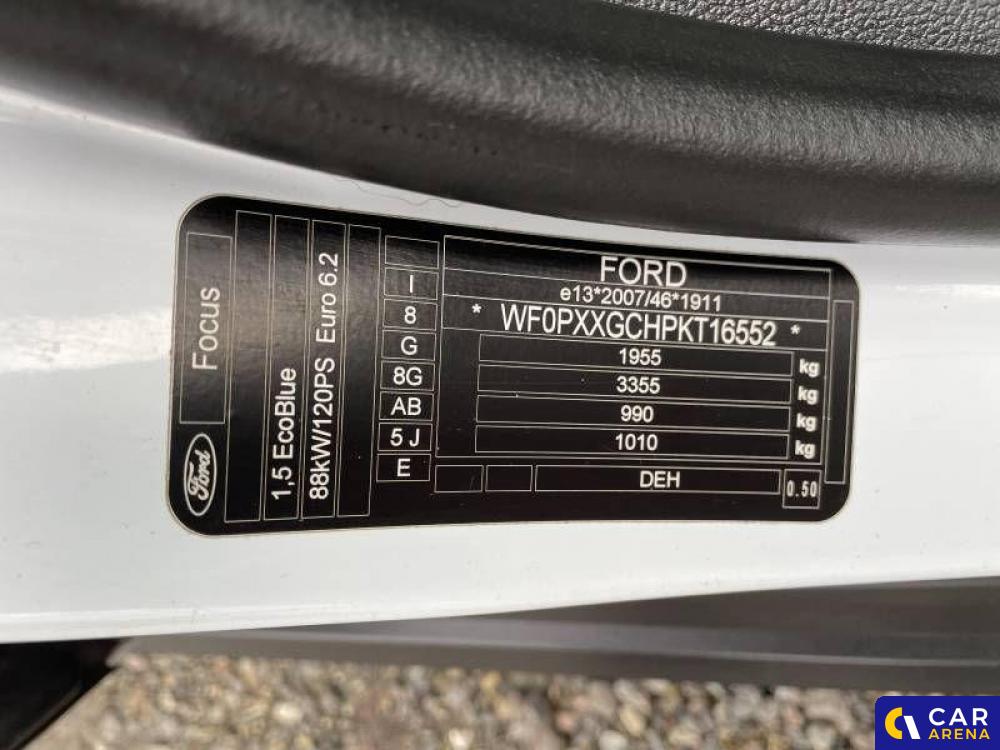 FORD
e13*2007/46*1911
* WF0PXXGCHPKT16552 *
1955 kg
3355 kg
990 kg
1010 kg
DEH
0.50
I
8
G
8G
AB
5 J
E
Focus
1,5 EcoBlue
88kW/120PS Euro 6.2
Ford
CAR
ARENA